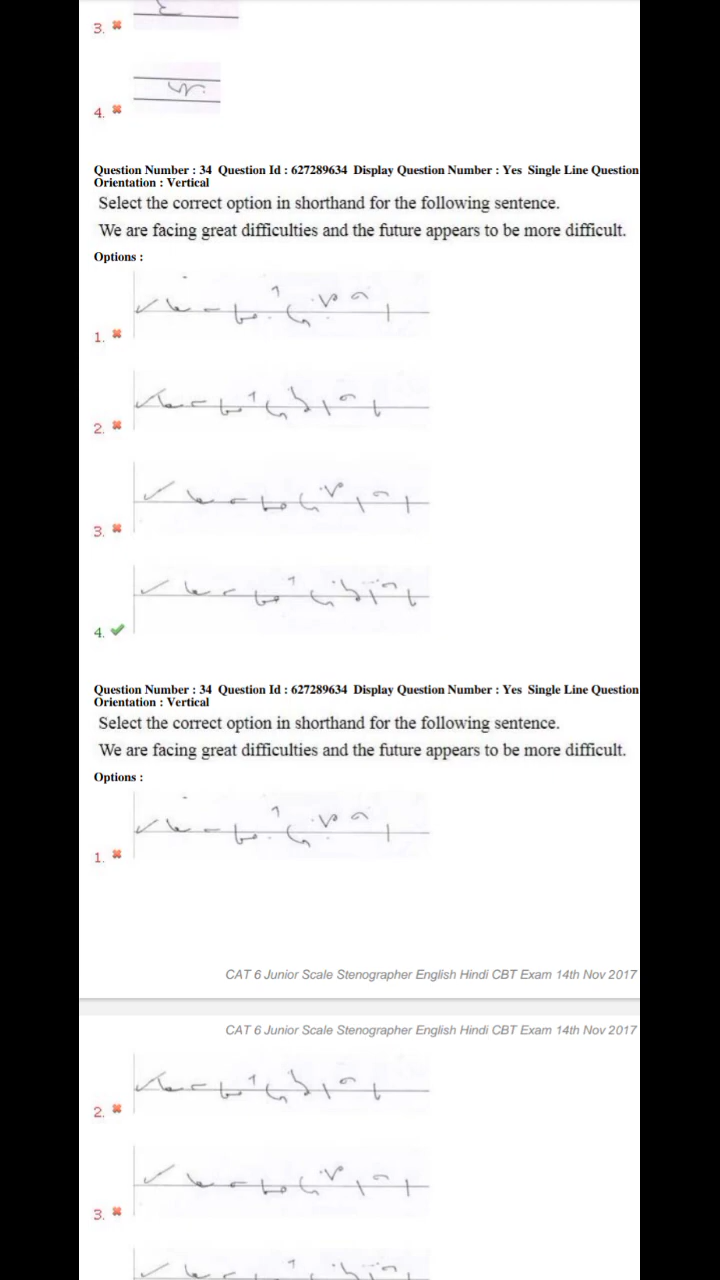 3.
4.
Question Number : 34 Question Id : 627289634 Display Question Number : Yes Single Line Question
Orientation : Vertical
Select the correct option in shorthand for the following sentence.
We are facing great difficulties and the future appears to be more difficult.
Options :
1.
2.
3.
4.
Question Number : 34 Question Id : 627289634 Display Question Number : Yes Single Line Question
Orientation : Vertical
Select the correct option in shorthand for the following sentence.
We are facing great difficulties and the future appears to be more difficult.
Options :
1.
CAT 6 Junior Scale Stenographer English Hindi CBT Exam 14th Nov 2017
CAT 6 Junior Scale Stenographer English Hindi CBT Exam 14th Nov 2017
2.
3.